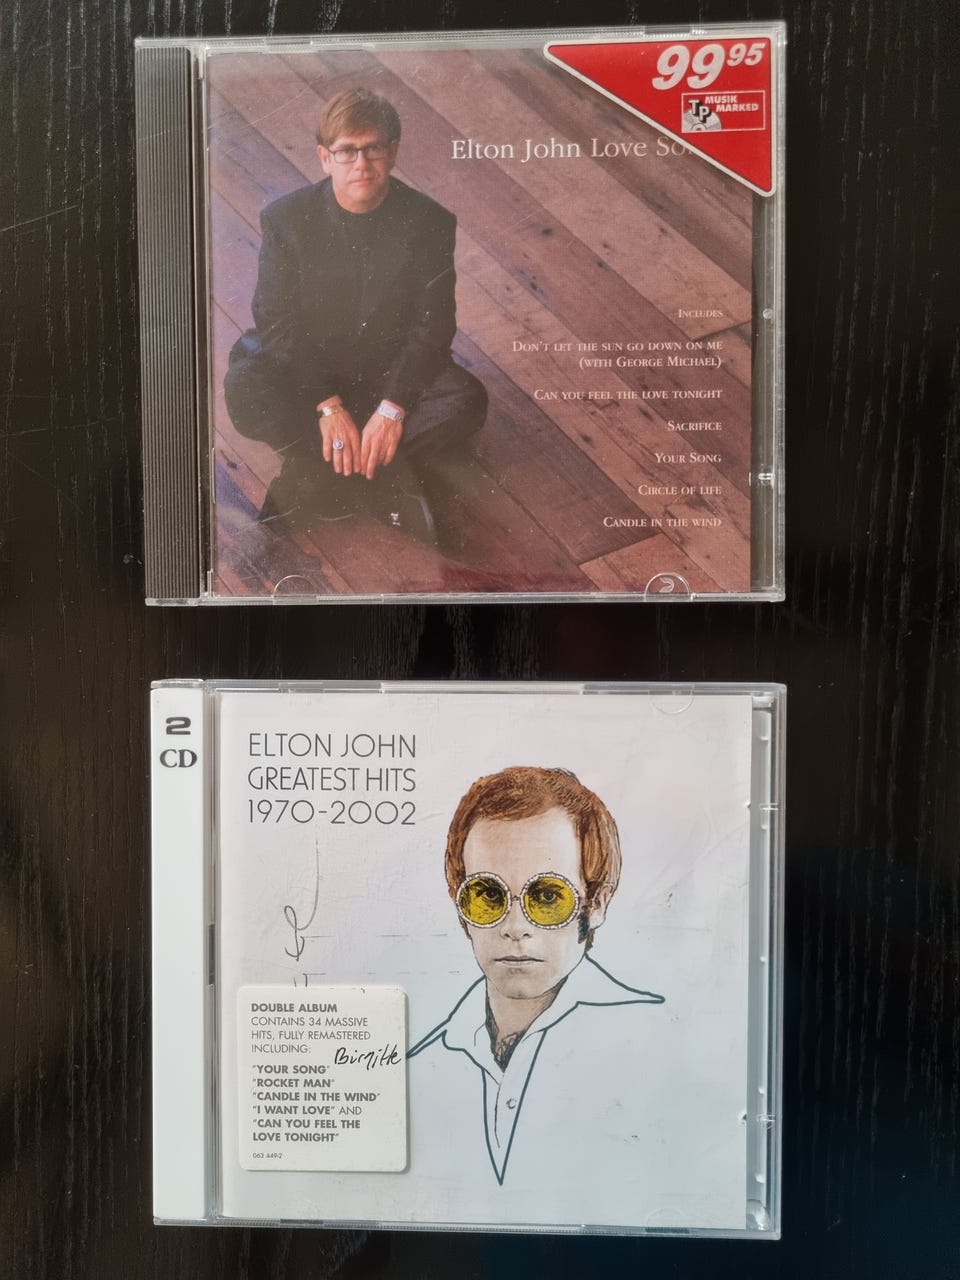 99⁹⁵
TP MUSIK
MARKED
Elton John Love
INCLUDES
DON'T LET THE SUN GO DOWN ON ME
(WITH GEORGE MICHAEL)
CAN YOU FEEL THE LOVE TONIGHT
SACRIFICE
YOUR SONG
CIRCLE OF LIFE
CANDLE IN THE WIND
2
CD
ELTON JOHN
GREATEST HITS
1970-2002
DOUBLE ALBUM
CONTAINS 34 MASSIVE
HITS, FULLY REMASTERED
INCLUDING:
Birgitte
"YOUR SONG"
"ROCKET MAN"
"CANDLE IN THE WIND"
"I WANT LOVE" AND
"CAN YOU FEEL THE
LOVE TONIGHT"
063 449-2